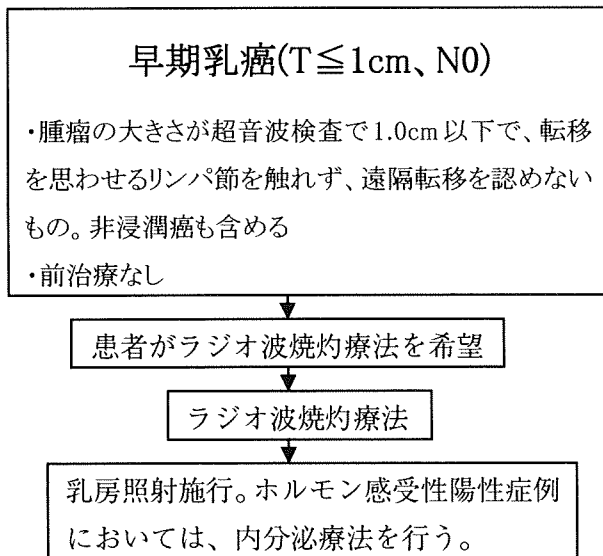 早期乳癌(T≦1cm、N0)
・腫瘤の大きさが超音波検査で1.0cm以下で、転移
を思わせるリンパ節を触れず、遠隔転移を認めない
もの。非浸潤癌も含める
・前治療なし
患者がラジオ波焼灼療法を希望
ラジオ波焼灼療法
乳房照射施行。ホルモン感受性陽性症例
においては、内分泌療法を行う。